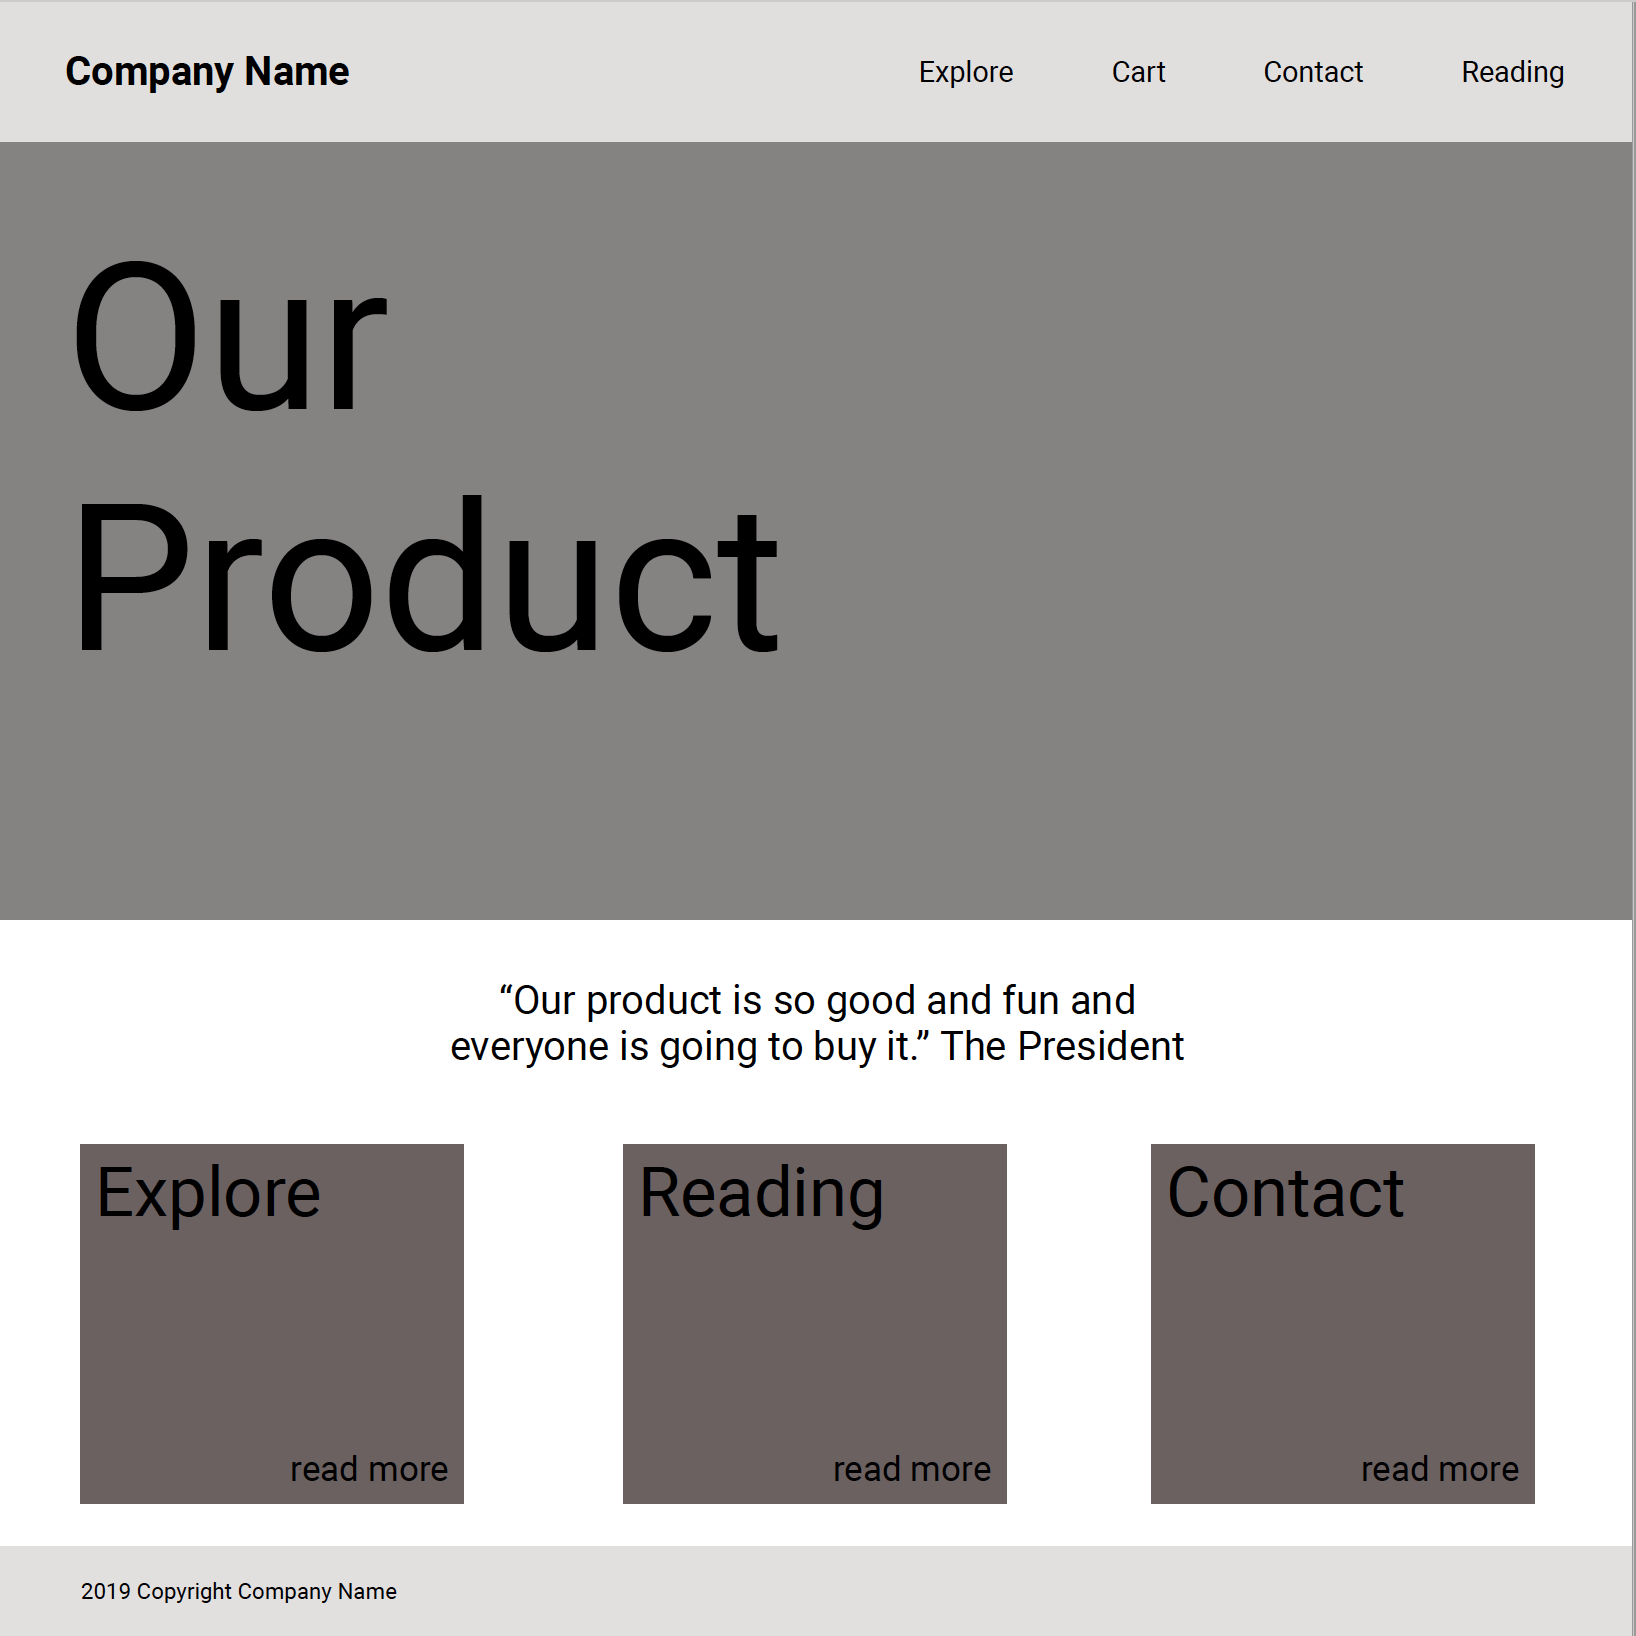 Company Name
Explore
Cart
Contact
Reading
Our
Product
“Our product is so good and fun and
everyone is going to buy it.” The President
Explore
read more
Reading
read more
Contact
read more
2019 Copyright Company Name